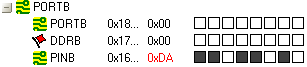 PORTB
PORTB 0x18... 0x00
DDRB 0x17... 0x00
PINB 0x16... 0xDA